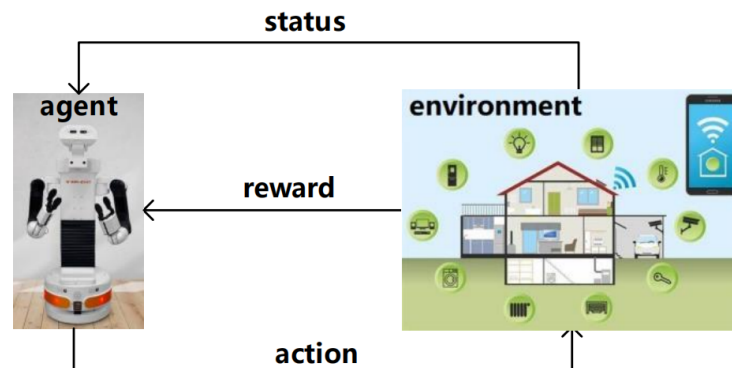 status
agent
environment
reward
action